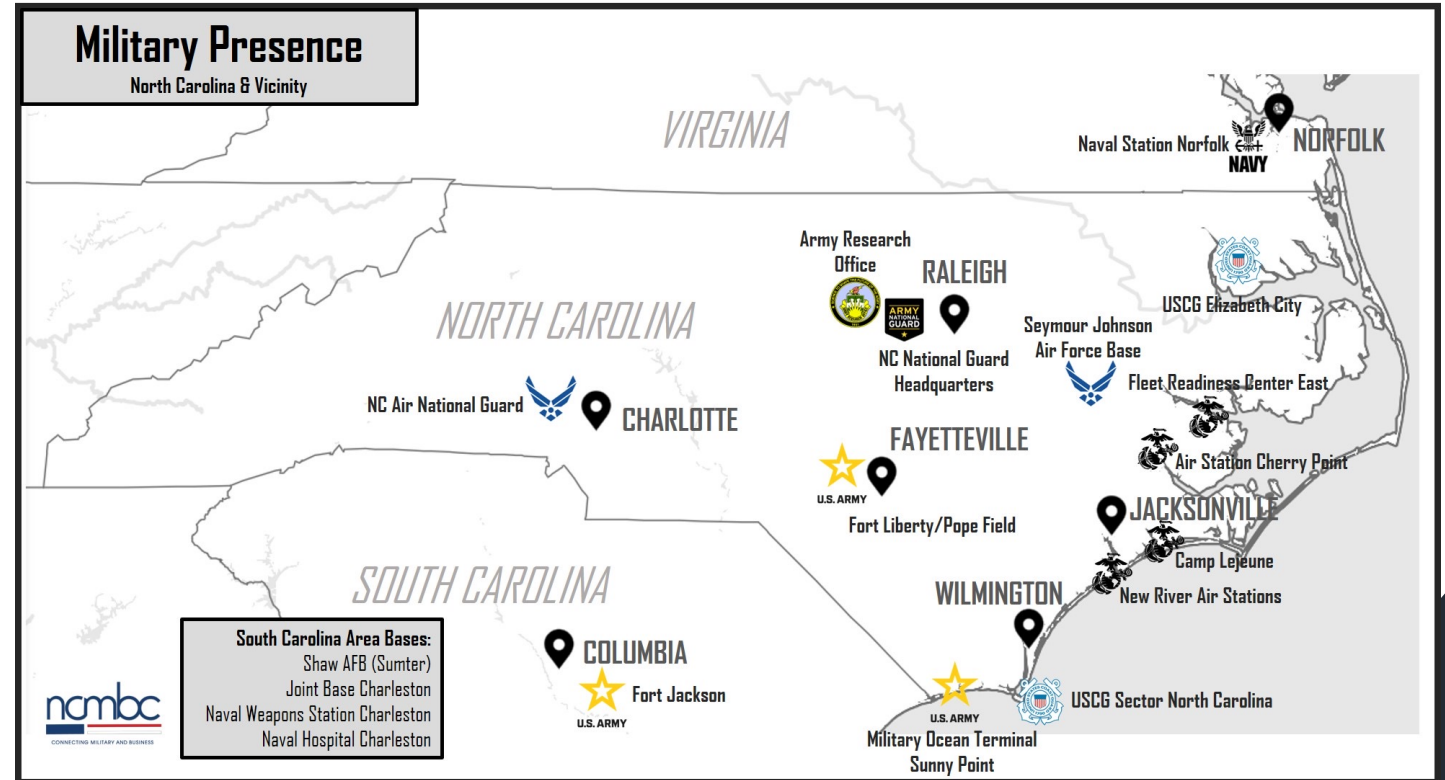 Military Presence
North Carolina & Vicinity
VIRGINIA
Naval Station Norfolk
NAVY
NORFOLK
Army Research
Office
ARMY
NATIONAL
GUARD
RALEIGH
NC National Guard
Headquarters
USCG Elizabeth City
NORTH CAROLINA
Seymour Johnson
Air Force Base
Fleet Readiness Center East
NC Air National Guard
CHARLOTTE
FAYETTEVILLE
U.S. ARMY
Fort Liberty/Pope Field
Air Station Cherry Point
JACKSONVILLE
Camp Lejeune
New River Air Stations
SOUTH CAROLINA
WILMINGTON
South Carolina Area Bases:
Shaw AFB (Sumter)
Joint Base Charleston
Naval Weapons Station Charleston
Naval Hospital Charleston
COLUMBIA
Fort Jackson
U.S. ARMY
U.S. ARMY
Military Ocean Terminal
Sunny Point
USCG Sector North Carolina
ncmbc
CONNECTING MILITARY AND BUSINESS